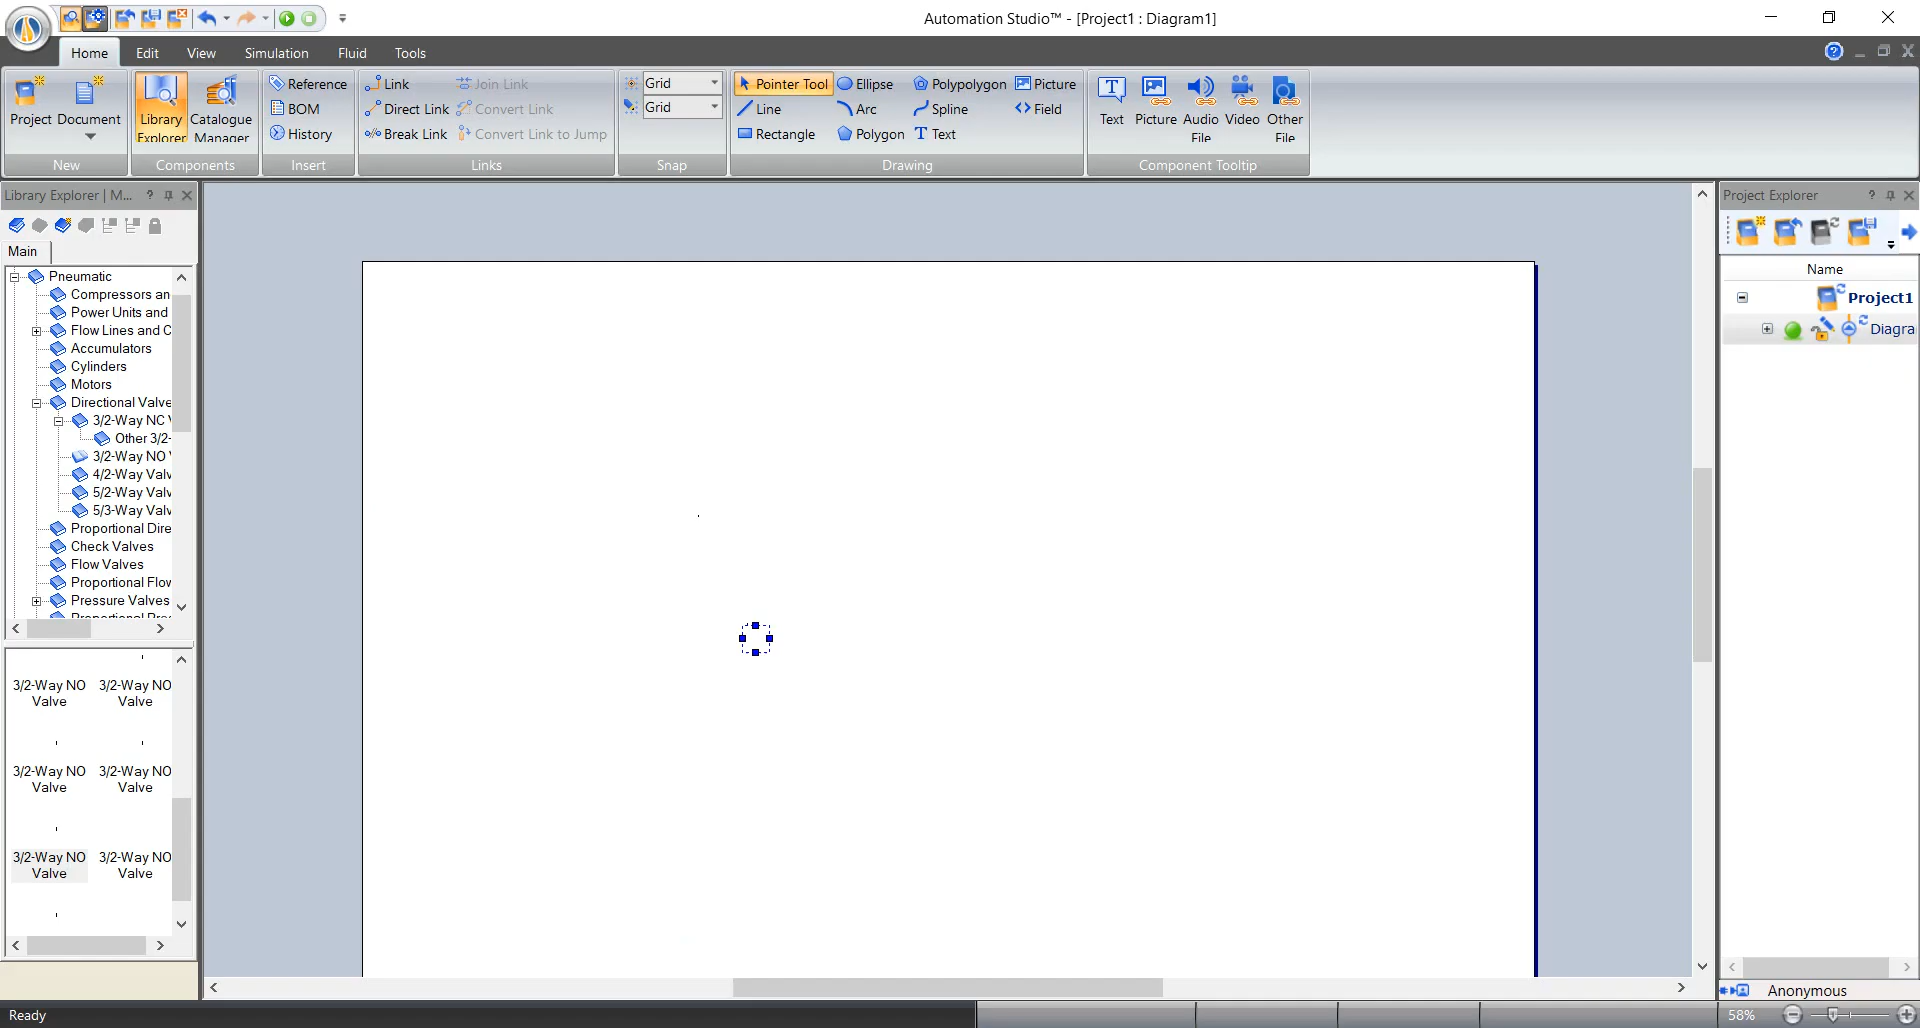 Automation Studio™ - [Project1 : Diagram1]
Home Edit View Simulation Fluid Tools
Project
Document
New
Library
Explorer
Catalogue
Manager
Components
Reference
BOM
History
Insert
Link
Direct Link
Break Link
Join Link
Convert Link
Convert Link to Jump
Links
Grid
Grid
Snap
Pointer Tool
Line
Rectangle
Ellipse
Arc
Polygon
Polypolygon
Spline
Text
Picture
Field
Drawing
Text
Picture
Audio
File
Video
Other
File
Component Tooltip
Library Explorer | M...
Main
Pneumatic
Compressors an
Power Units and
Flow Lines and C
Accumulators
Cylinders
Motors
Directional Valve
3/2-Way NC
Other 3/2-
3/2-Way NO
4/2-Way Valv
5/2-Way Valv
5/3-Way Valv
Proportional Dire
Check Valves
Flow Valves
Proportional Flow
Pressure Valves
3/2-Way NO
Valve
3/2-Way NO
Valve
3/2-Way NO
Valve
3/2-Way NO
Valve
3/2-Way NO
Valve
3/2-Way NO
Valve
Project Explorer
Name
Project1
Diagra
Anonymous
Ready
58%